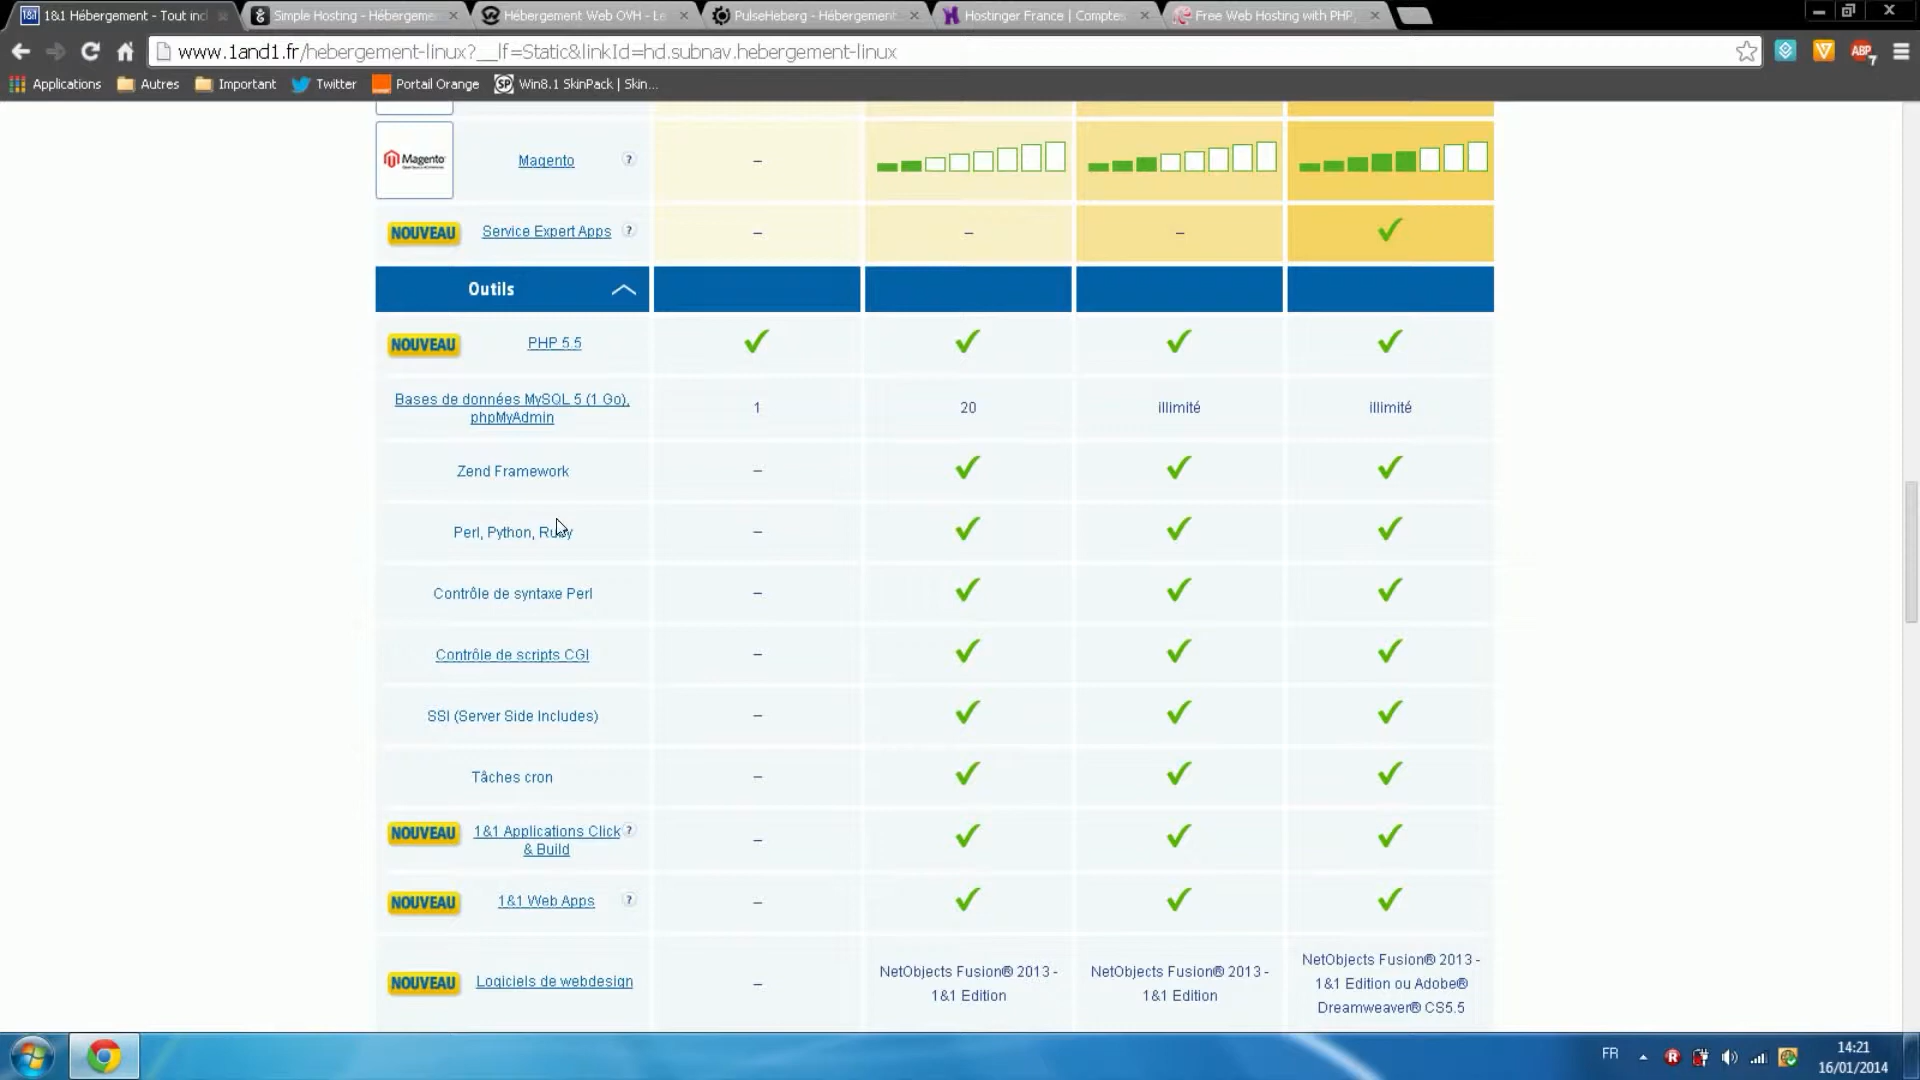 1&1 Hébergement - Tout incl
Simple Hosting - Hébergeme
Hébergement Web OVH - Le
PulseHeberg - Hébergement
Hostinger France | Comptes
Free Web Hosting with PHP,
www.1and1.fr/hebergement-linux?__lf=Static&linkId=hd.subnav.hebergement-linux
ABP 7
Applications
Autres
Important
Twitter
Portail Orange
SP Win8.1 SkinPack | Skin...
Magento Magento ? –
NOUVEAU Service Expert Apps ? – – –
Outils
NOUVEAU PHP 5.5
Bases de données MySQL 5 (1 Go),
phpMyAdmin
1 20 illimité illimité
Zend Framework –
Perl, Python, Ruby –
Contrôle de syntaxe Perl –
Contrôle de scripts CGI –
SSI (Server Side Includes) –
Tâches cron –
NOUVEAU 1&1 Applications Click ?
& Build
–
NOUVEAU 1&1 Web Apps ? –
NOUVEAU Logiciels de webdesign –
NetObjects Fusion® 2013 -
1&1 Edition
NetObjects Fusion® 2013 -
1&1 Edition
NetObjects Fusion® 2013 -
1&1 Edition ou Adobe®
Dreamweaver® CS5.5
FR
14:21
16/01/2014